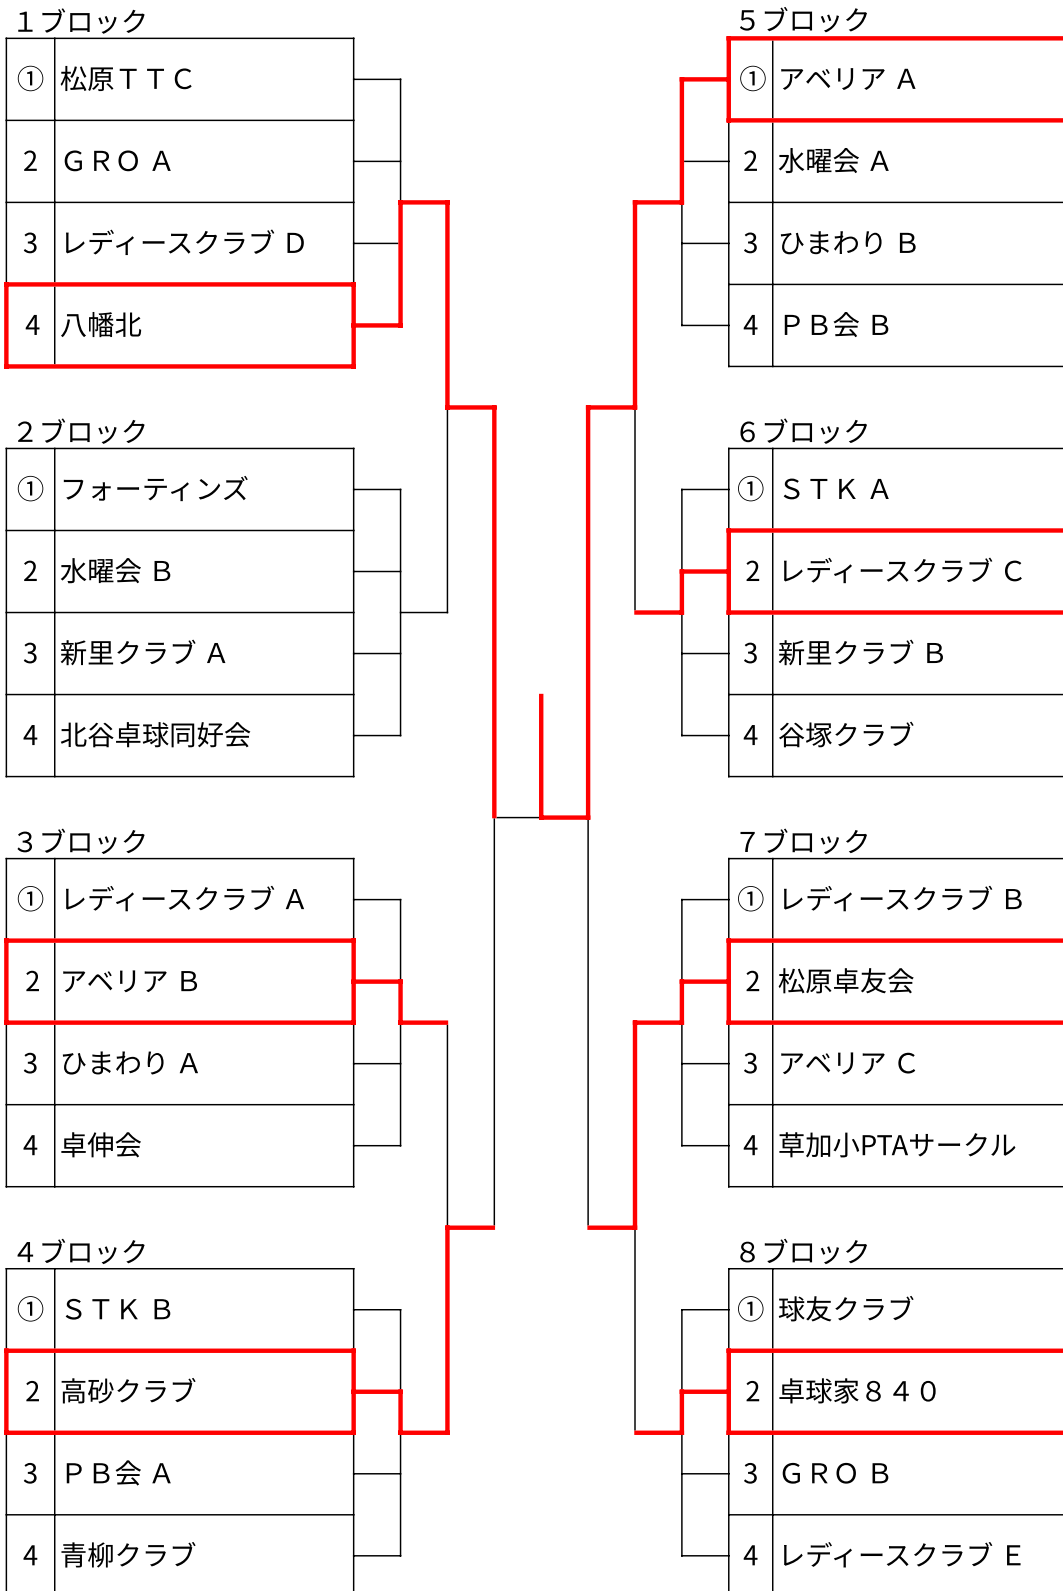 １ブロック
① 松原ＴＴＣ
2 ＧＲＯ Ａ
3 レディースクラブ Ｄ
4 八幡北
２ブロック
① フォーティンズ
2 水曜会 Ｂ
3 新里クラブ Ａ
4 北谷卓球同好会
３ブロック
① レディースクラブ Ａ
2 アベリア Ｂ
3 ひまわり Ａ
4 卓伸会
４ブロック
① ＳＴＫ Ｂ
2 高砂クラブ
3 ＰＢ会 Ａ
4 青柳クラブ
５ブロック
① アベリア Ａ
2 水曜会 Ａ
3 ひまわり Ｂ
4 ＰＢ会 Ｂ
６ブロック
① ＳＴＫ Ａ
2 レディースクラブ Ｃ
3 新里クラブ Ｂ
4 谷塚クラブ
７ブロック
① レディースクラブ Ｂ
2 松原卓友会
3 アベリア Ｃ
4 草加小PTAサークル
８ブロック
① 球友クラブ
2 卓球家８４０
3 ＧＲＯ Ｂ
4 レディースクラブ Ｅ